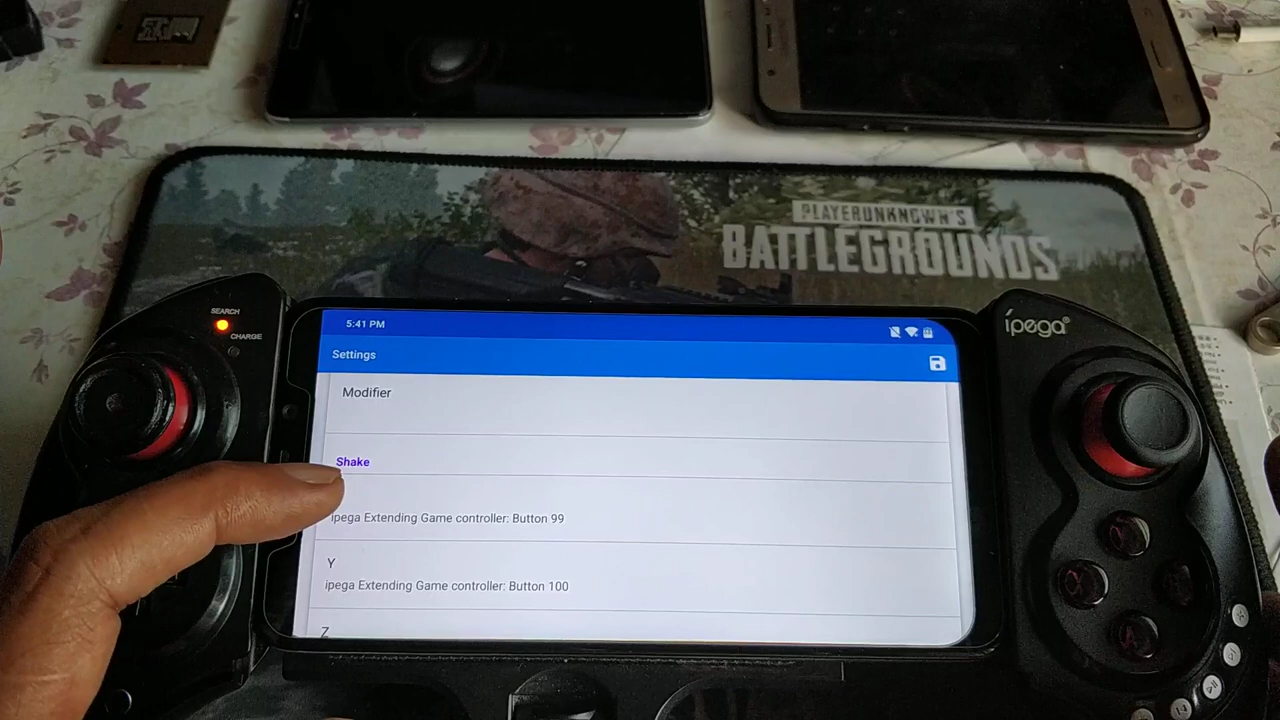 PLAYERUNKNOWN'S
BATTLEGROUNDS
SEARCH
CHARGE
ípega®
5:41 PM
Settings
Modifier
Shake
ipega Extending Game controller: Button 99
Y
ipega Extending Game controller: Button 100
Z